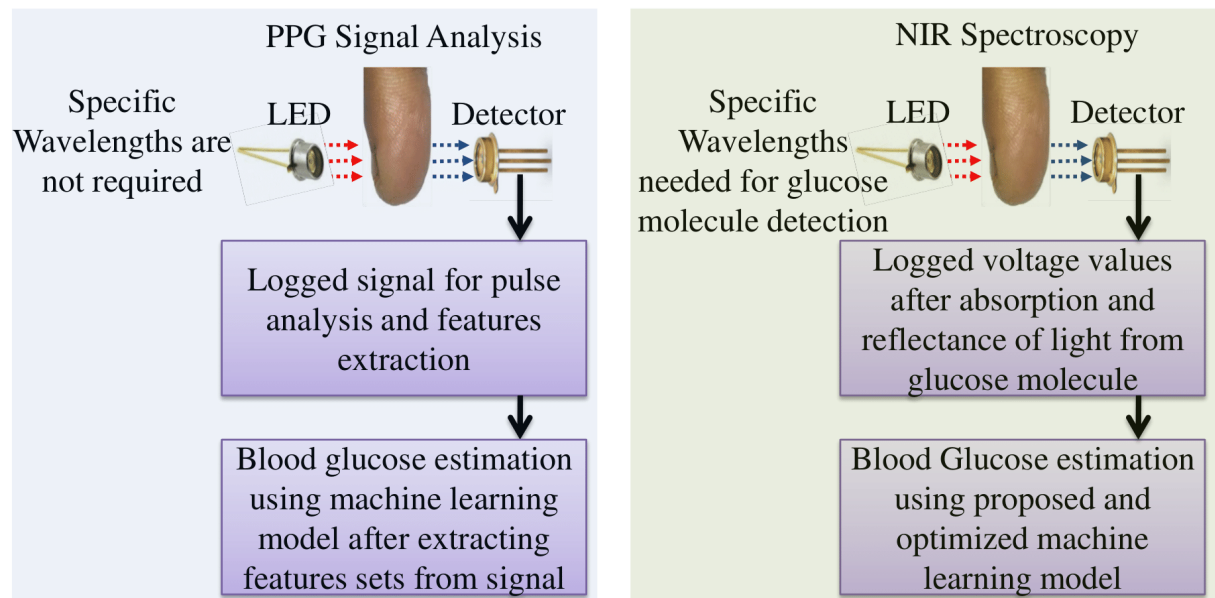 PPG Signal Analysis
Specific
Wavelengths are
not required
LED
Detector
Logged signal for pulse
analysis and features
extraction
Blood glucose estimation
using machine learning
model after extracting
features sets from signal
NIR Spectroscopy
Specific
Wavelengths
needed for glucose
molecule detection
LED
Detector
Logged voltage values
after absorption and
reflectance of light from
glucose molecule
Blood Glucose estimation
using proposed and
optimized machine
learning model